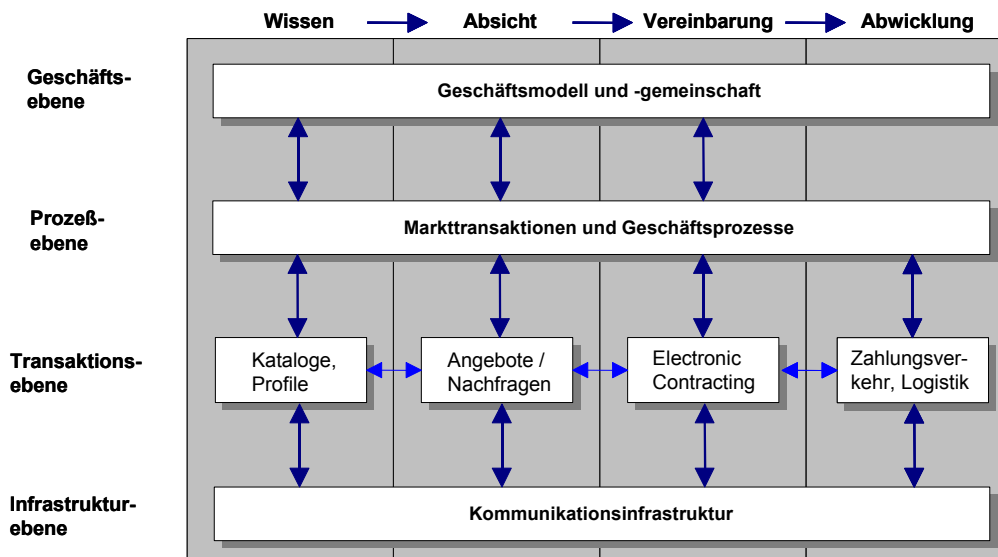 Wissen Absicht Vereinbarung Abwicklung
Geschäfts-
ebene
Geschäftsmodell und -gemeinschaft
Prozeß-
ebene
Markttransaktionen und Geschäftsprozesse
Transaktions-
ebene
Kataloge,
Profile
Angebote /
Nachfragen
Electronic
Contracting
Zahlungsver-
kehr, Logistik
Infrastruktur-
ebene
Kommunikationsinfrastruktur